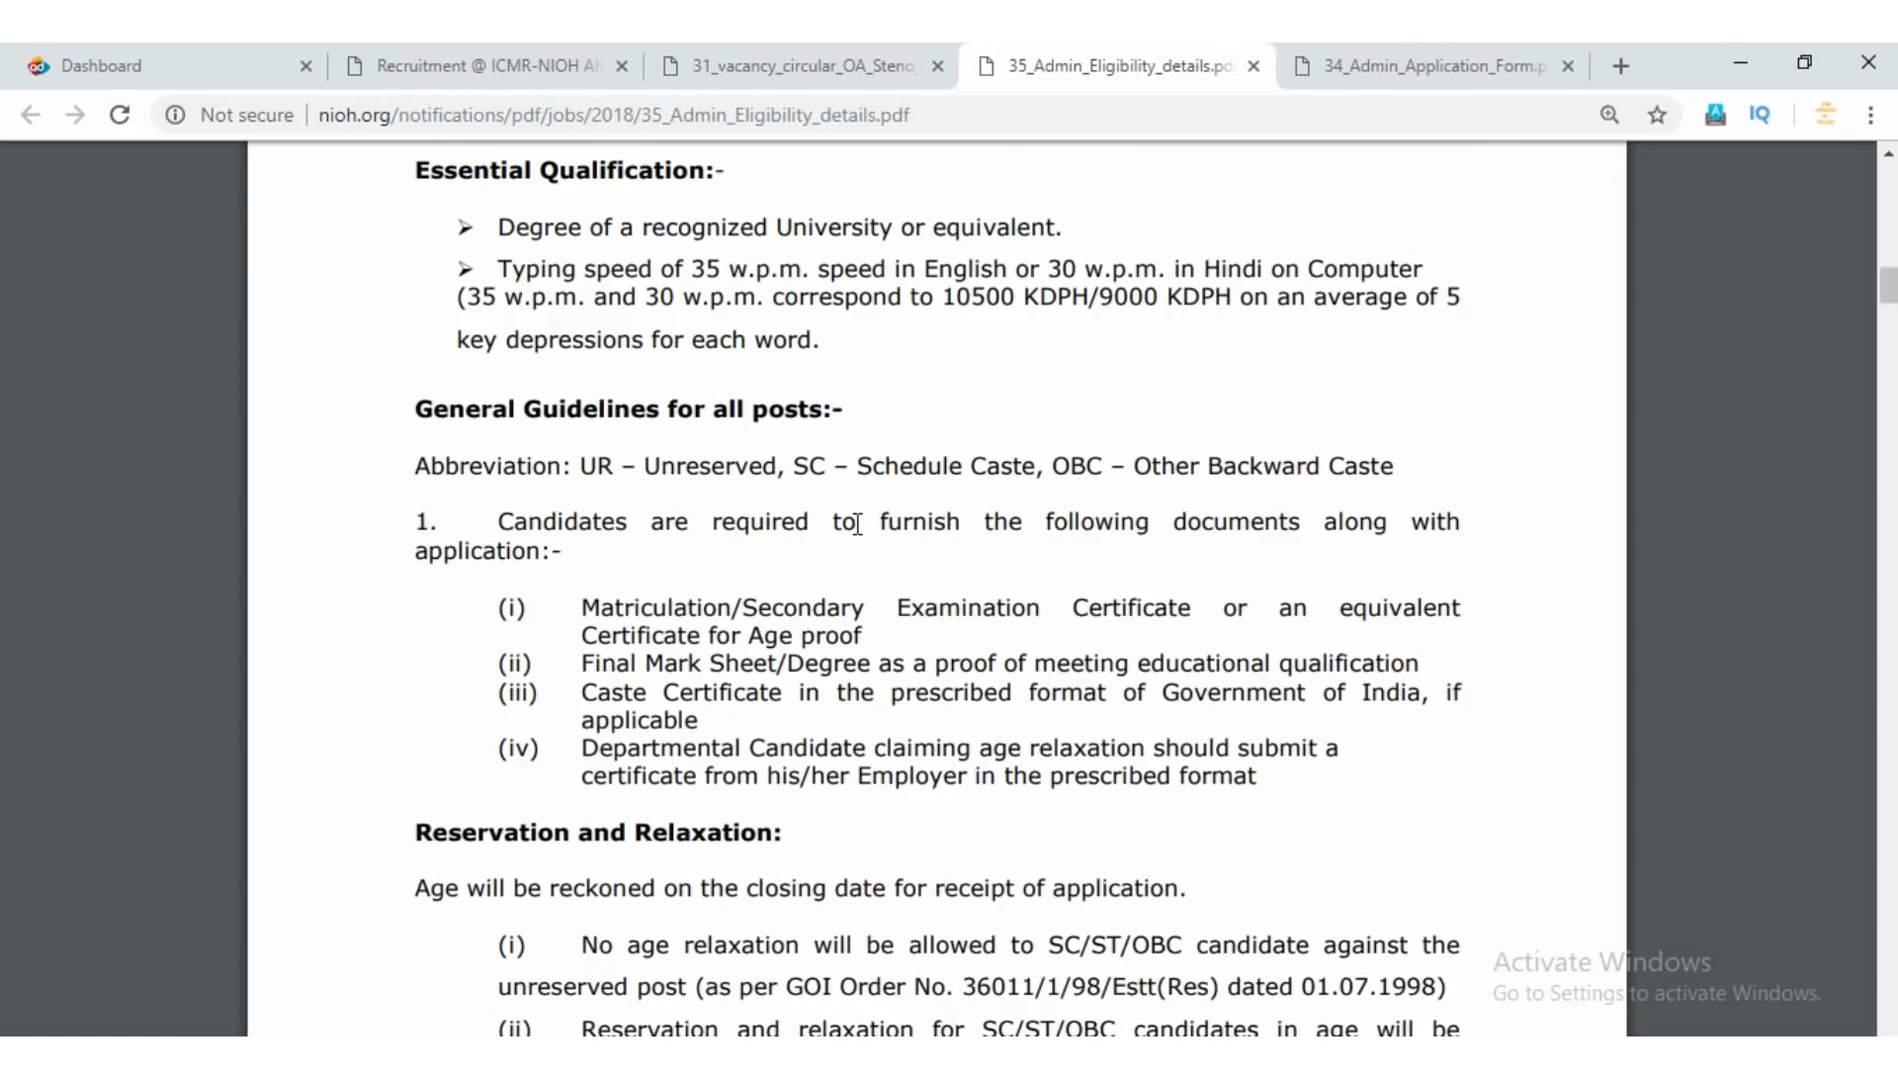 Dashboard
Recruitment @ ICMR-NIOH Ah
31_vacancy_circular_OA_Steno_
35_Admin_Eligibility_details.pd
34_Admin_Application_Form.p
Not secure
nioh.org/notifications/pdf/jobs/2018/35_Admin_Eligibility_details.pdf
IQ
Essential Qualification:-
➢ Degree of a recognized University or equivalent.
➢ Typing speed of 35 w.p.m. speed in English or 30 w.p.m. in Hindi on Computer
(35 w.p.m. and 30 w.p.m. correspond to 10500 KDPH/9000 KDPH on an average of 5
key depressions for each word.
General Guidelines for all posts:-
Abbreviation: UR – Unreserved, SC – Schedule Caste, OBC – Other Backward Caste
1. Candidates are required to furnish the following documents along with
application:-
(i) Matriculation/Secondary Examination Certificate or an equivalent
Certificate for Age proof
(ii) Final Mark Sheet/Degree as a proof of meeting educational qualification
(iii) Caste Certificate in the prescribed format of Government of India, if
applicable
(iv) Departmental Candidate claiming age relaxation should submit a
certificate from his/her Employer in the prescribed format
Reservation and Relaxation:
Age will be reckoned on the closing date for receipt of application.
(i) No age relaxation will be allowed to SC/ST/OBC candidate against the
unreserved post (as per GOI Order No. 36011/1/98/Estt(Res) dated 01.07.1998)
(ii) Reservation and relaxation for SC/ST/OBC candidates in age will be
Activate Windows
Go to Settings to activate Windows.